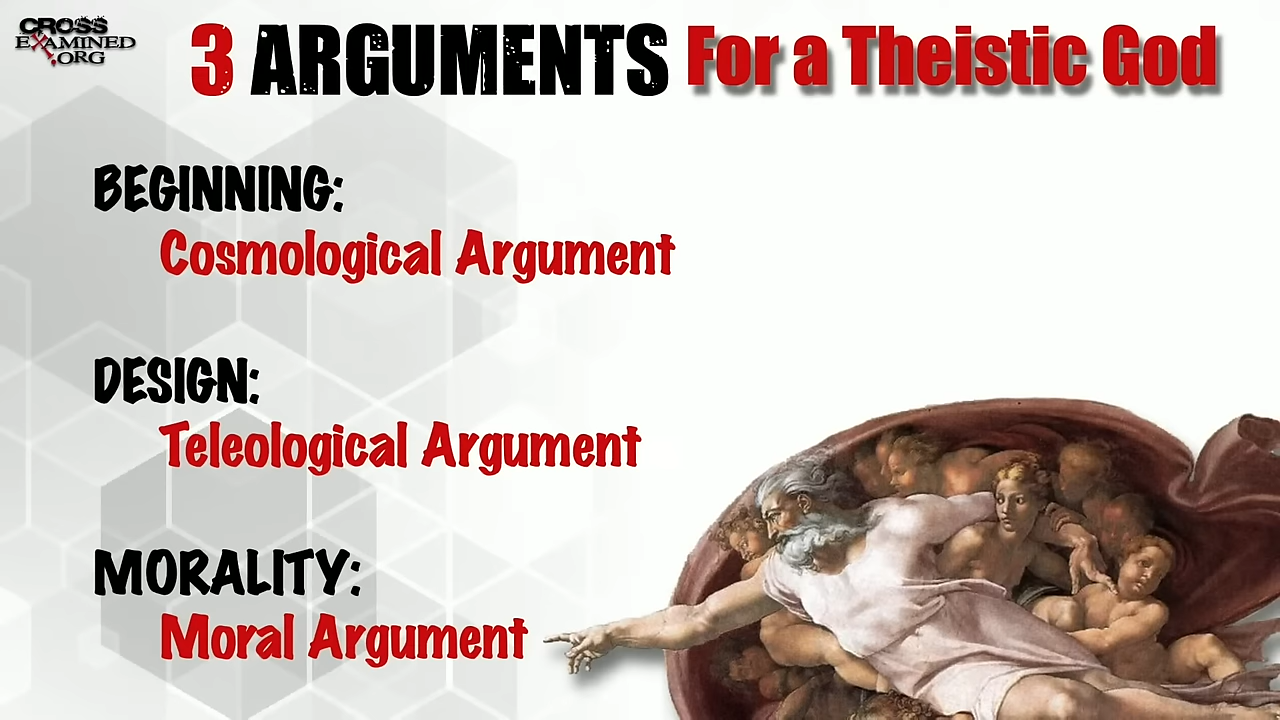 CROSS
EXAMINED
.ORG
3 ARGUMENTS For a Theistic God
BEGINNING:
Cosmological Argument
DESIGN:
Teleological Argument
MORALITY:
Moral Argument